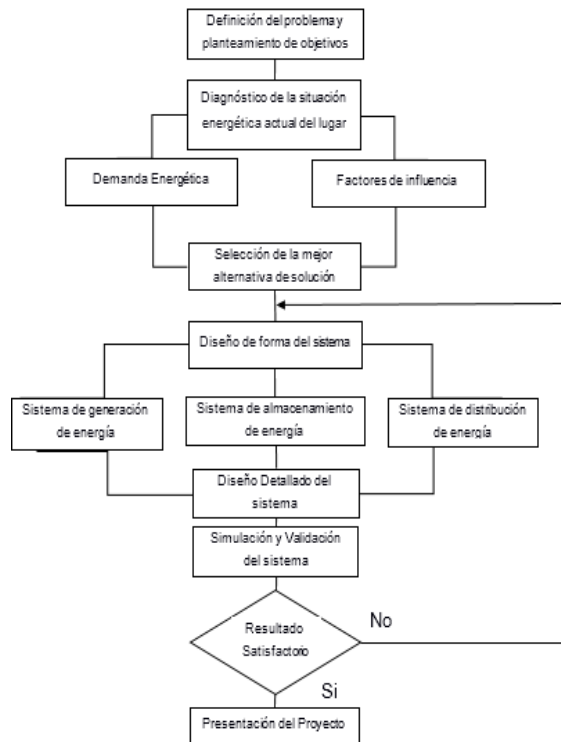 Definición del problema y
planteamiento de objetivos
Diagnóstico de la situación
energética actual del lugar
Demanda Energética
Factores de influencia
Selección de la mejor
alternativa de solución
Diseño de forma del sistema
Sistema de generación
de energía
Sistema de almacenamiento
de energía
Sistema de distribución
de energía
Diseño Detallado del
sistema
Simulación y Validación
del sistema
Resultado
Satisfactorio
No
Si
Presentación del Proyecto